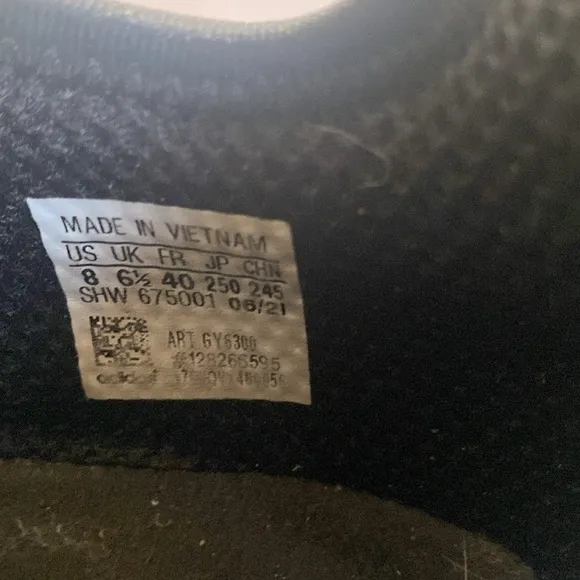 MADE IN VIETNAM
US UK FR JP CHN
8 6½ 40 250 245
SHW 675001 06/21
ART GY6300
#128266595
adidas